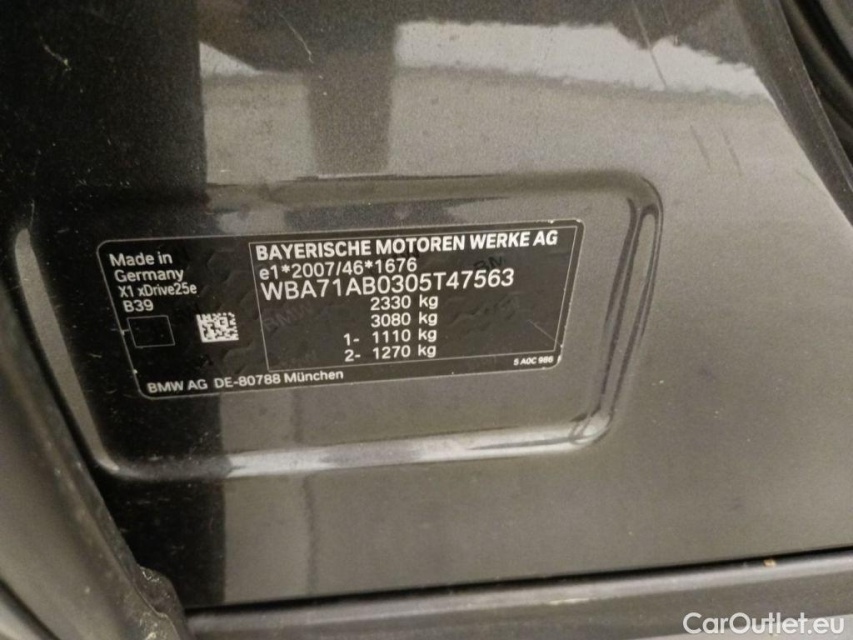 Made in
Germany
X1 xDrive25e
B39
BAYERISCHE MOTOREN WERKE AG
e1*2007/46*1676
WBA71AB0305T47563
2330 kg
3080 kg
1- 1110 kg
2- 1270 kg
5 A0C 986
BMW AG DE-80788 München
CarOutlet.eu